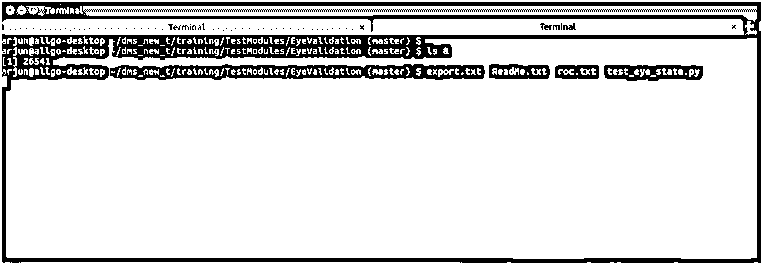 Terminal
Terminal × Terminal ×
arjun@allgo-desktop ~/dms_new_t/training/TestModules/EyeValidation (master) $
arjun@allgo-desktop ~/dms_new_t/training/TestModules/EyeValidation (master) $ ls &
[1] 26541
arjun@allgo-desktop ~/dms_new_t/training/TestModules/EyeValidation (master) $ export.txt ReadMe.txt roc.txt test_eye_state.py